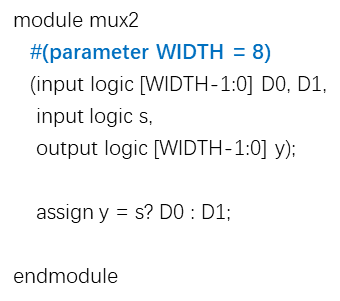 module mux2
#(parameter WIDTH = 8)
(input logic [WIDTH-1:0] D0, D1,
input logic s,
output logic [WIDTH-1:0] y);
assign y = s? D0 : D1;
endmodule